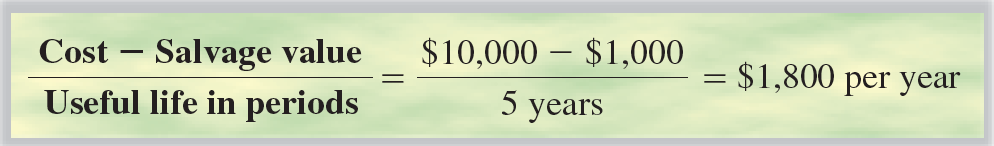 Cost − Salvage value
Useful life in periods
=
$10,000 − $1,000
5 years
= $1,800 per year